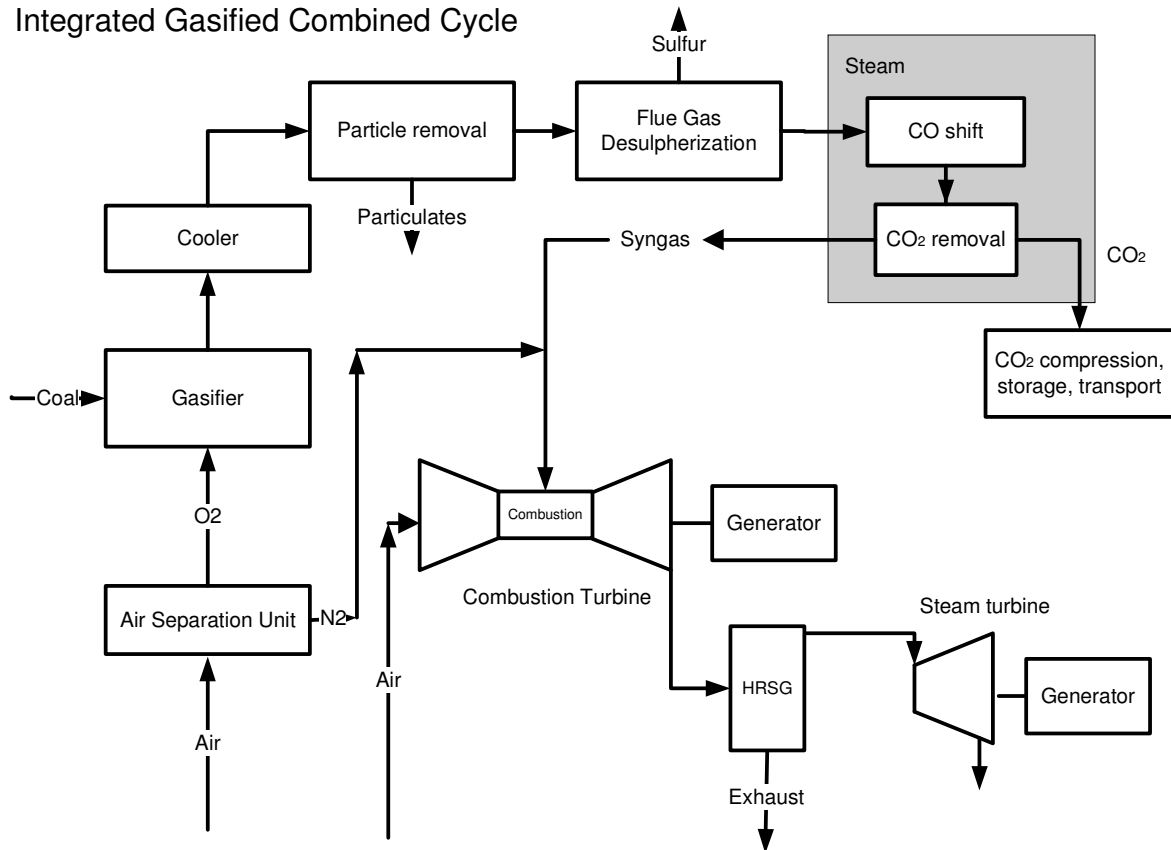 Integrated Gasified Combined Cycle
Sulfur
Steam
Particle removal
Flue Gas
Desulpherization
CO shift
Particulates
Cooler
Syngas
CO₂ removal
CO₂
CO₂ compression,
storage, transport
Coal
Gasifier
O2
Combustion
Generator
Combustion Turbine
Air Separation Unit
N2
Steam turbine
Air
HRSG
Generator
Air
Exhaust